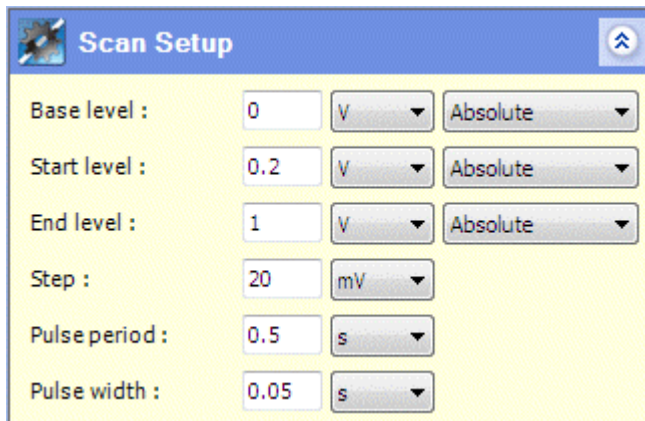 Scan Setup
Base level : 0 V Absolute
Start level : 0.2 V Absolute
End level : 1 V Absolute
Step : 20 mV
Pulse period : 0.5 s
Pulse width : 0.05 s